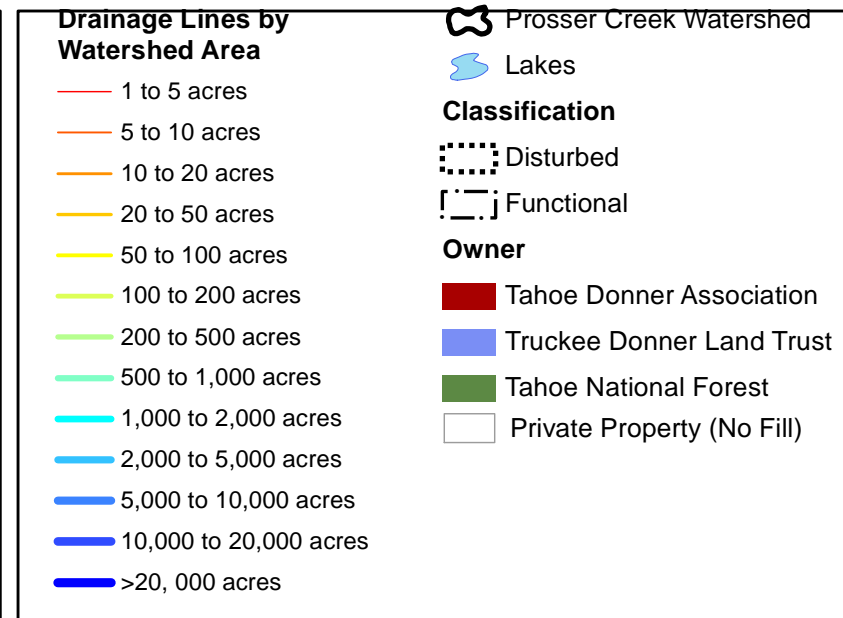 Drainage Lines by
Watershed Area
1 to 5 acres
5 to 10 acres
10 to 20 acres
20 to 50 acres
50 to 100 acres
100 to 200 acres
200 to 500 acres
500 to 1,000 acres
1,000 to 2,000 acres
2,000 to 5,000 acres
5,000 to 10,000 acres
10,000 to 20,000 acres
>20, 000 acres
Prosser Creek Watershed
Lakes
Classification
Disturbed
Functional
Owner
Tahoe Donner Association
Truckee Donner Land Trust
Tahoe National Forest
Private Property (No Fill)